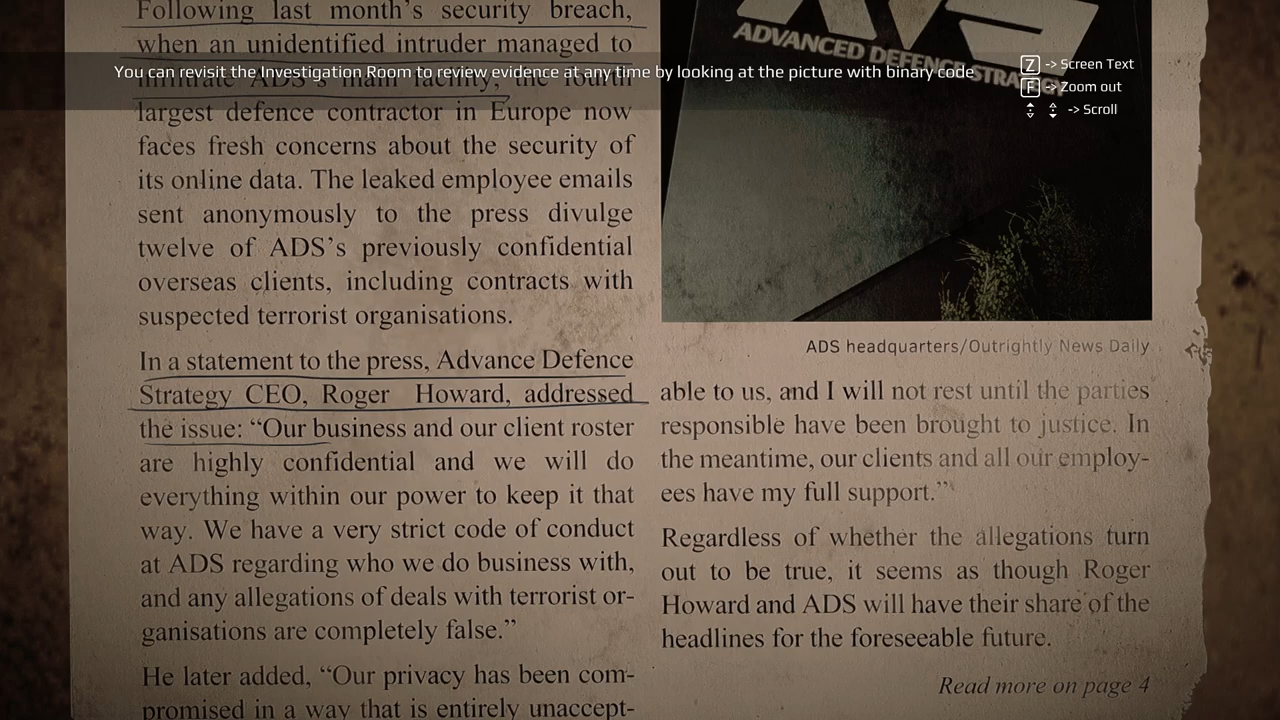 Following last month’s security breach,
when an unidentified intruder managed to
infiltrate ADS’s main facility, the fourth
largest defence contractor in Europe now
faces fresh concerns about the security of
its online data. The leaked employee emails
sent anonymously to the press divulge
twelve of ADS’s previously confidential
overseas clients, including contracts with
suspected terrorist organisations.
In a statement to the press, Advance Defence
Strategy CEO, Roger Howard, addressed
the issue: “Our business and our client roster
are highly confidential and we will do
everything within our power to keep it that
way. We have a very strict code of conduct
at ADS regarding who we do business with,
and any allegations of deals with terrorist or-
ganisations are completely false.”
He later added, “Our privacy has been com-
promised in a way that is entirely unaccept-
ADVANCED DEFENCE STRATEGY
ADS headquarters/Outrightly News Daily
able to us, and I will not rest until the parties
responsible have been brought to justice. In
the meantime, our clients and all our employ-
ees have my full support.”
Regardless of whether the allegations turn
out to be true, it seems as though Roger
Howard and ADS will have their share of the
headlines for the foreseeable future.
Read more on page 4
You can revisit the Investigation Room to review evidence at any time by looking at the picture with binary code
Z -> Screen Text
F -> Zoom out
-> Scroll